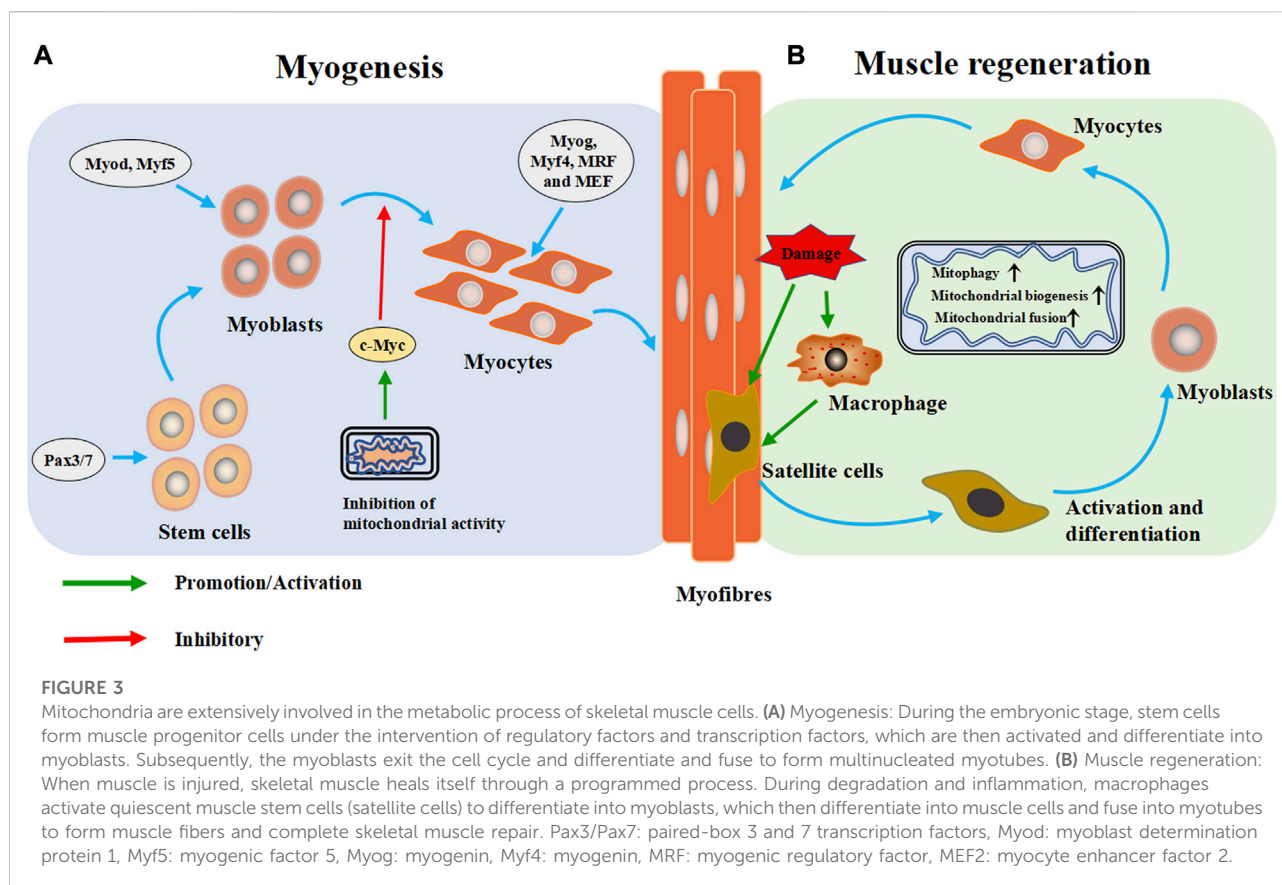 A
Myogenesis
Myod, Myf5
Myog,
Myf4, MRF
and MEF
Myoblasts
c-Myc
Myocytes
Pax3/7
Stem cells
Inhibition of
mitochondrial activity
Promotion/Activation
Inhibitory
B
Muscle regeneration
Myocytes
Damage
Mitophagy ↑
Mitochondrial biogenesis ↑
Mitochondrial fusion ↑
Macrophage
Myoblasts
Satellite cells
Activation and
differentiation
Myofibres
FIGURE 3
Mitochondria are extensively involved in the metabolic process of skeletal muscle cells. (A) Myogenesis: During the embryonic stage, stem cells
form muscle progenitor cells under the intervention of regulatory factors and transcription factors, which are then activated and differentiate into
myoblasts. Subsequently, the myoblasts exit the cell cycle and differentiate and fuse to form multinucleated myotubes. (B) Muscle regeneration:
When muscle is injured, skeletal muscle heals itself through a programmed process. During degradation and inflammation, macrophages
activate quiescent muscle stem cells (satellite cells) to differentiate into myoblasts, which then differentiate into muscle cells and fuse into myotubes
to form muscle fibers and complete skeletal muscle repair. Pax3/Pax7: paired-box 3 and 7 transcription factors, Myod: myoblast determination
protein 1, Myf5: myogenic factor 5, Myog: myogenin, Myf4: myogenin, MRF: myogenic regulatory factor, MEF2: myocyte enhancer factor 2.